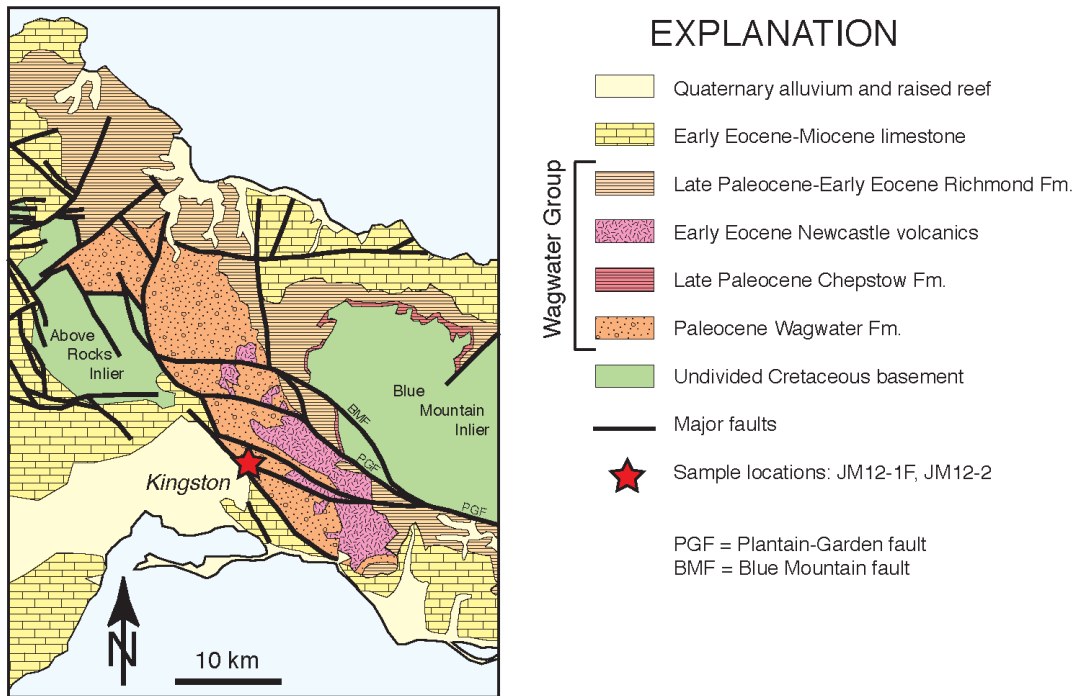 EXPLANATION
Quaternary alluvium and raised reef
Early Eocene-Miocene limestone
Wagwater Group
Late Paleocene-Early Eocene Richmond Fm.
Early Eocene Newcastle volcanics
Late Paleocene Chepstow Fm.
Paleocene Wagwater Fm.
Undivided Cretaceous basement
Major faults
Sample locations: JM12-1F, JM12-2
PGF = Plantain-Garden fault
BMF = Blue Mountain fault
Above
Rocks
Inlier
Blue
Mountain
Inlier
BMF
PGF
PGF
Kingston
N
10 km